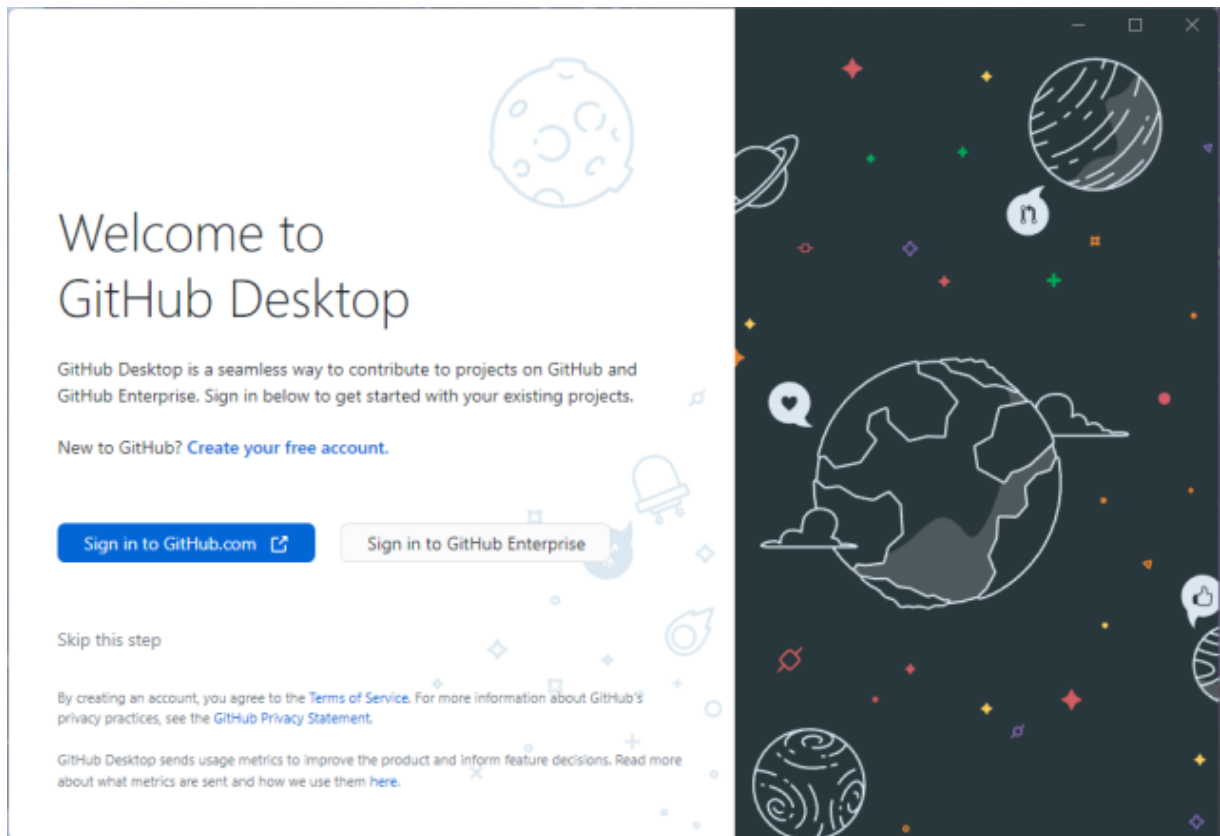 Welcome to
GitHub Desktop
GitHub Desktop is a seamless way to contribute to projects on GitHub and
GitHub Enterprise. Sign in below to get started with your existing projects.
New to GitHub? Create your free account.
Sign in to GitHub.com
Sign in to GitHub Enterprise
Skip this step
By creating an account, you agree to the Terms of Service. For more information about GitHub's
privacy practices, see the GitHub Privacy Statement.
GitHub Desktop sends usage metrics to improve the product and inform feature decisions. Read more
about what metrics are sent and how we use them here.